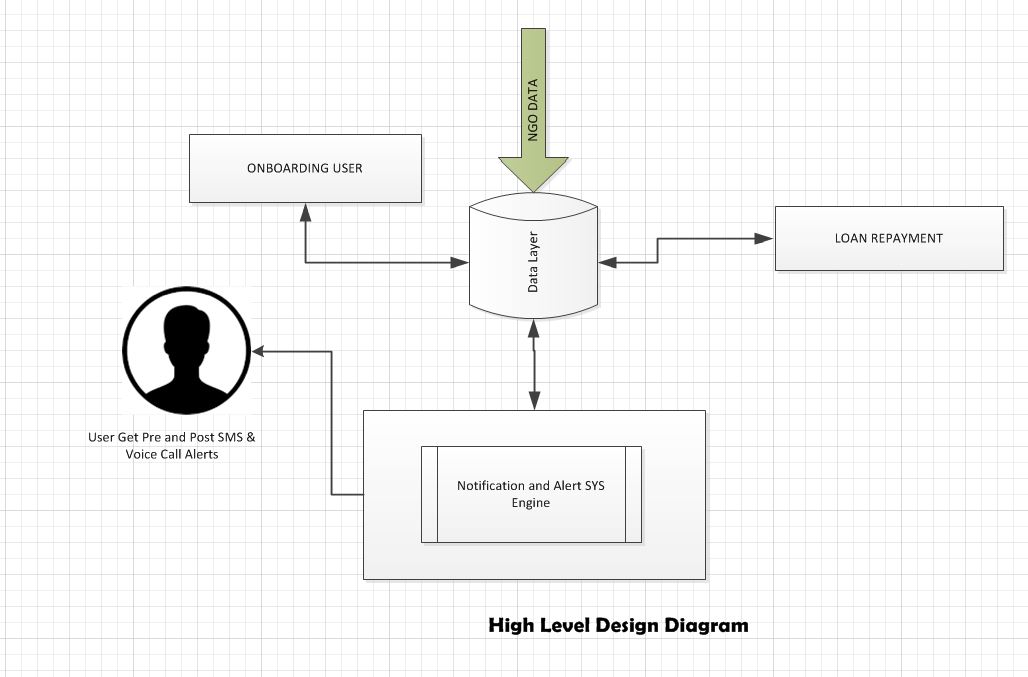 NGO DATA
ONBOARDING USER
Data Layer
LOAN REPAYMENT
User Get Pre and Post SMS &
Voice Call Alerts
Notification and Alert SYS
Engine
High Level Design Diagram